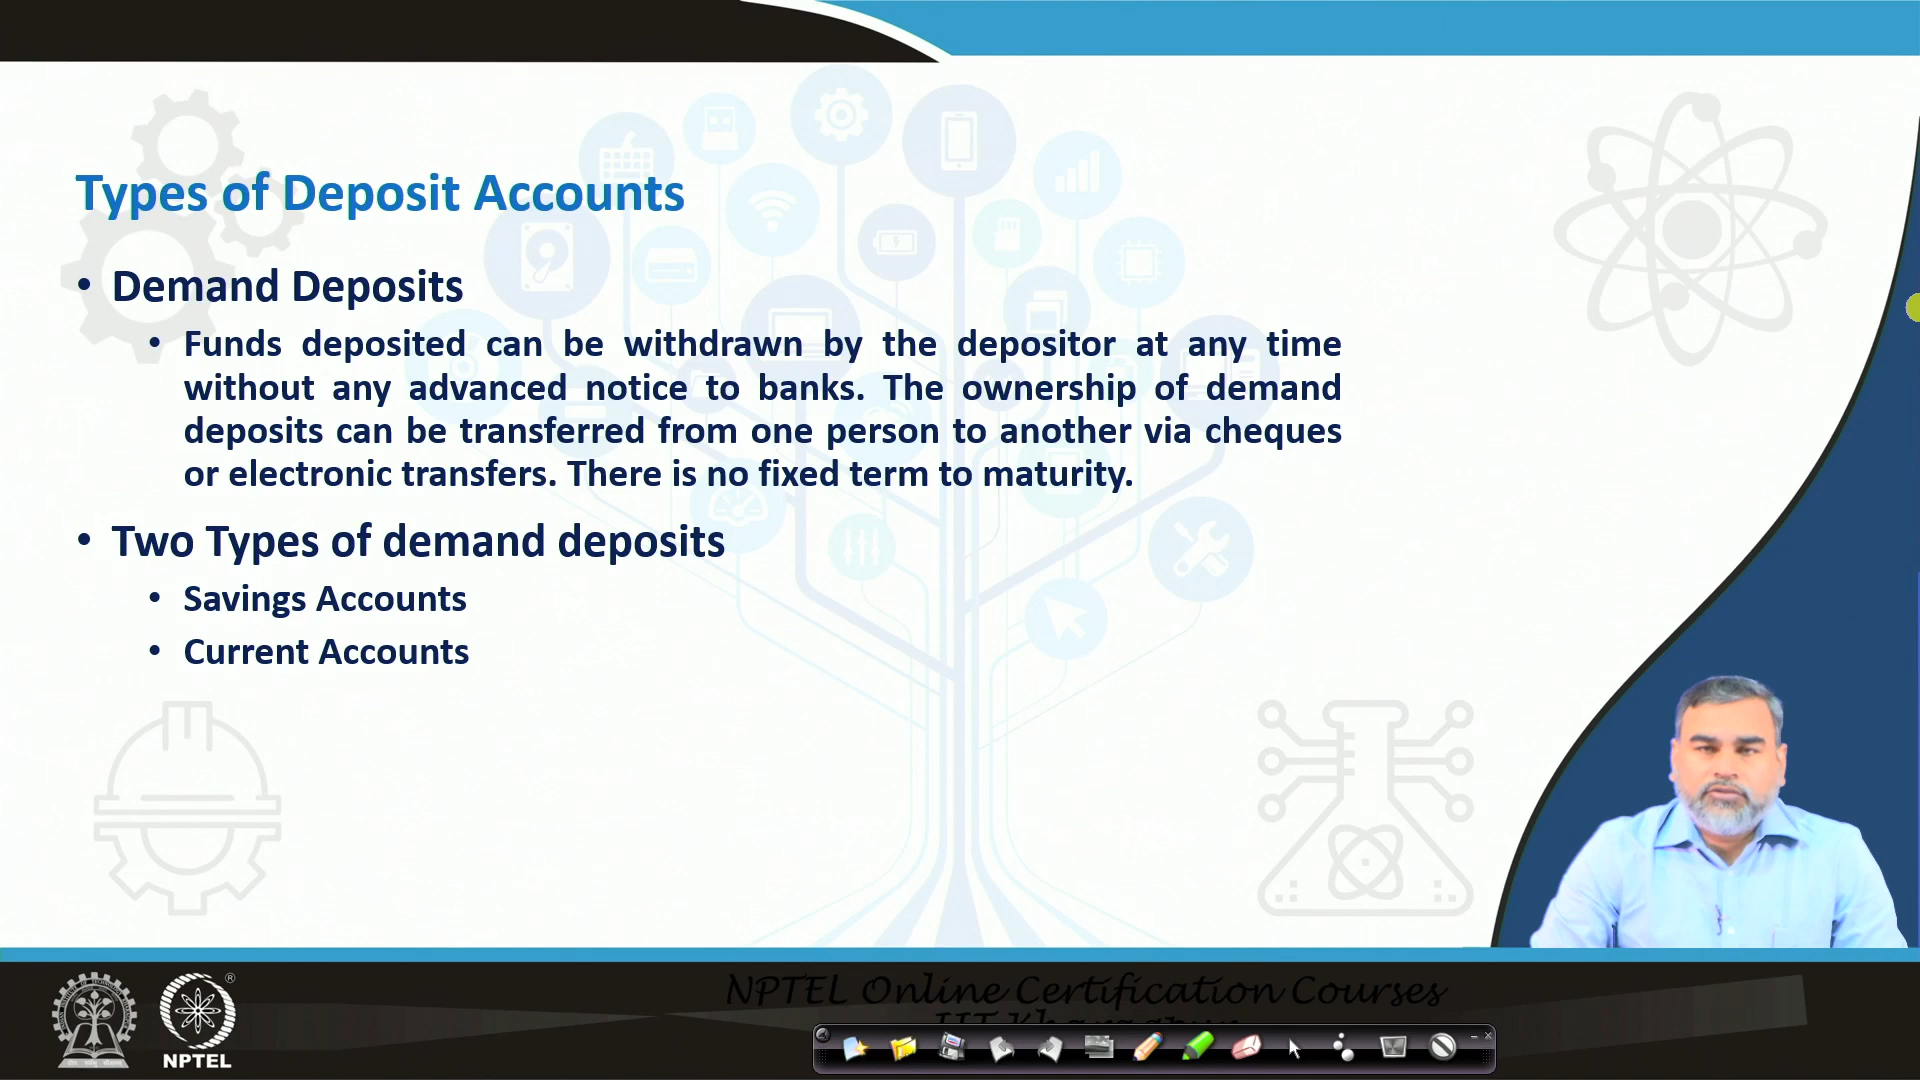 Types of Deposit Accounts
• Demand Deposits
• Funds deposited can be withdrawn by the depositor at any time
without any advanced notice to banks. The ownership of demand
deposits can be transferred from one person to another via cheques
or electronic transfers. There is no fixed term to maturity.
• Two Types of demand deposits
• Savings Accounts
• Current Accounts
NPTEL Online Certification Courses
IIT Kharagpur
®
NPTEL